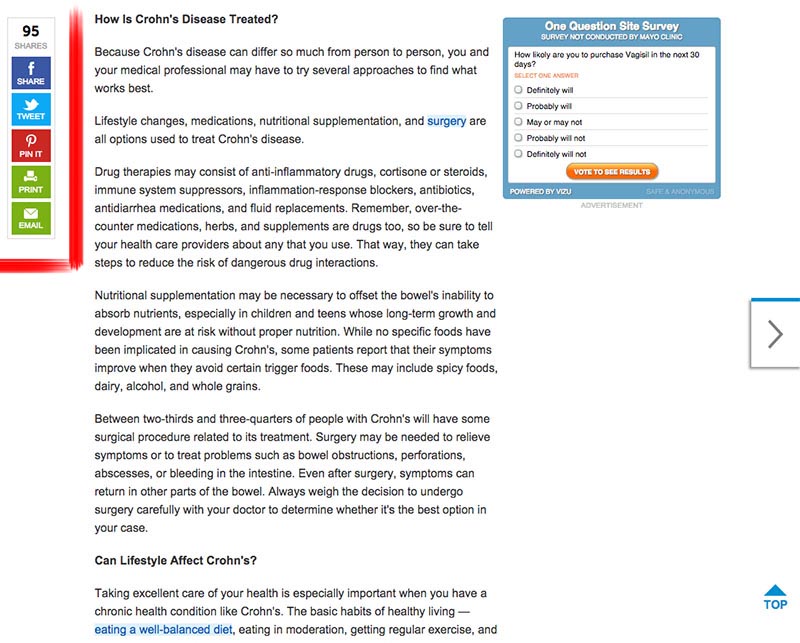 95
SHARES
SHARE
TWEET
PIN IT
PRINT
EMAIL
How Is Crohn's Disease Treated?
Because Crohn's disease can differ so much from person to person, you and
your medical professional may have to try several approaches to find what
works best.
Lifestyle changes, medications, nutritional supplementation, and surgery are
all options used to treat Crohn's disease.
Drug therapies may consist of anti-inflammatory drugs, cortisone or steroids,
immune system suppressors, inflammation-response blockers, antibiotics,
antidiarrhea medications, and fluid replacements. Remember, over-the-
counter medications, herbs, and supplements are drugs too, so be sure to tell
your health care providers about any that you use. That way, they can take
steps to reduce the risk of dangerous drug interactions.
Nutritional supplementation may be necessary to offset the bowel's inability to
absorb nutrients, especially in children and teens whose long-term growth and
development are at risk without proper nutrition. While no specific foods have
been implicated in causing Crohn's, some patients report that their symptoms
improve when they avoid certain trigger foods. These may include spicy foods,
dairy, alcohol, and whole grains.
Between two-thirds and three-quarters of people with Crohn's will have some
surgical procedure related to its treatment. Surgery may be needed to relieve
symptoms or to treat problems such as bowel obstructions, perforations,
abscesses, or bleeding in the intestine. Even after surgery, symptoms can
return in other parts of the bowel. Always weigh the decision to undergo
surgery carefully with your doctor to determine whether it's the best option in
your case.
Can Lifestyle Affect Crohn's?
Taking excellent care of your health is especially important when you have a
chronic health condition like Crohn's. The basic habits of healthy living —
eating a well-balanced diet, eating in moderation, getting regular exercise, and
One Question Site Survey
SURVEY NOT CONDUCTED BY MAYO CLINIC
How likely are you to purchase Vagisil in the next 30
days?
SELECT ONE ANSWER
Definitely will
Probably will
May or may not
Probably will not
Definitely will not
VOTE TO SEE RESULTS
POWERED BY VIZU SAFE & ANONYMOUS
ADVERTISEMENT
TOP